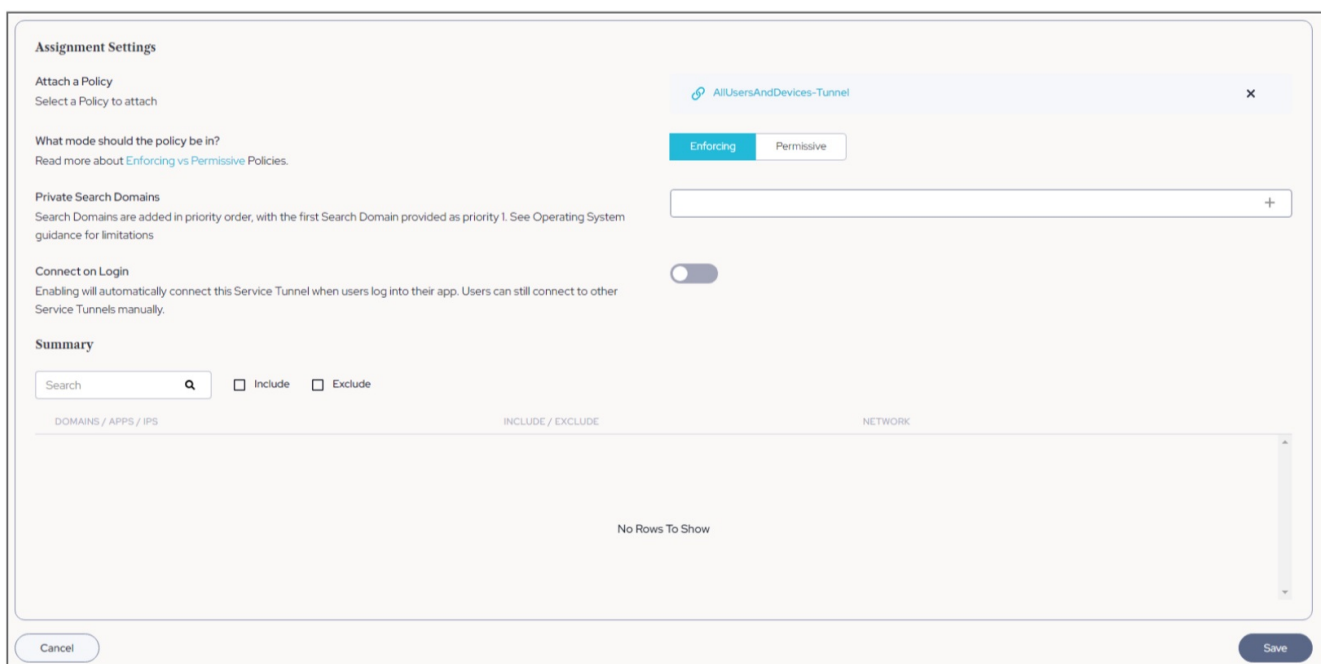 Assignment Settings
Attach a Policy
Select a Policy to attach
AllUsersAndDevices-Tunnel
What mode should the policy be in?
Read more about Enforcing vs Permissive Policies.
Enforcing Permissive
Private Search Domains
Search Domains are added in priority order, with the first Search Domain provided as priority 1. See Operating System
guidance for limitations
Connect on Login
Enabling will automatically connect this Service Tunnel when users log into their app. Users can still connect to other
Service Tunnels manually.
Summary
Search Include Exclude
DOMAINS / APPS / IPS INCLUDE / EXCLUDE NETWORK
No Rows To Show
Cancel Save